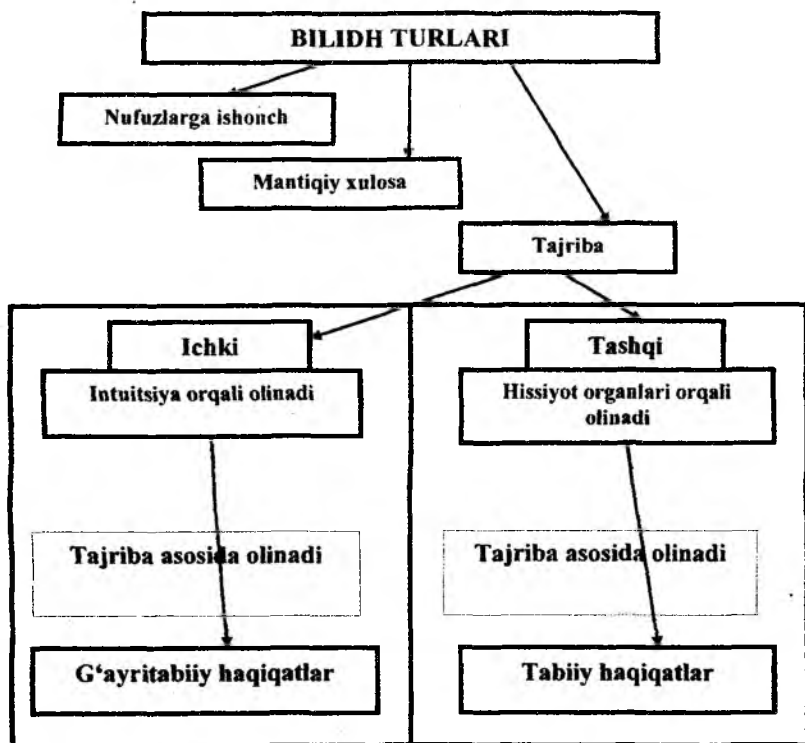 BILIDH TURLARI
Nufuzlarga ishonch
Mantiqiy xulosa
Tajriba
Ichki
Intuitsiya orqali olinadi
Tashqi
Hissiyot organlari orqali
olinadi
Tajriba asosida olinadi
Tajriba asosida olinadi
G‘ayritabiiy haqiqatlar
Tabiiy haqiqatlar